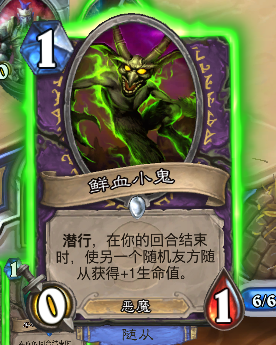 1
鲜血小鬼
潜行，在你的回合结束
时，使另一个随机友方随
从获得+1生命值。
1
0
恶魔
1
6/6
随从